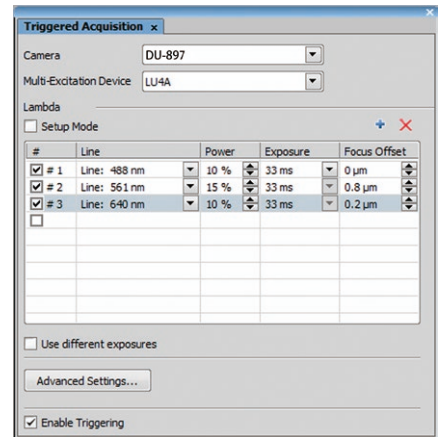 Triggered Acquisition x
Camera DU-897
Multi-Excitation Device LU4A
Lambda
Setup Mode
# Line Power Exposure Focus Offset
# 1 Line: 488 nm 10 % 33 ms 0 µm
# 2 Line: 561 nm 15 % 33 ms 0.8 µm
# 3 Line: 640 nm 10 % 33 ms 0.2 µm
Use different exposures
Advanced Settings...
Enable Triggering